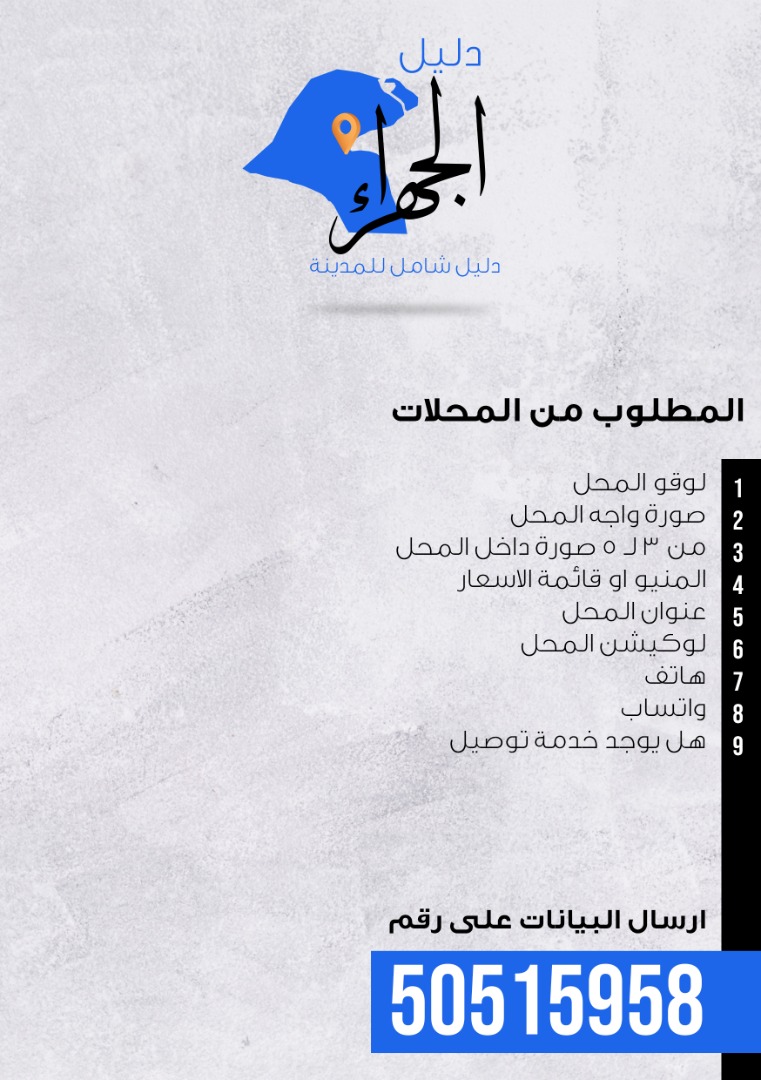 دليل
الجهراء
دليل شامل للمدينة
المطلوب من المحلات
1 لوقو المحل
2 صورة واجه المحل
3 من ٣ لـ ٥ صورة داخل المحل
4 المنيو او قائمة الاسعار
5 عنوان المحل
6 لوكيشن المحل
7 هاتف
8 واتساب
9 هل يوجد خدمة توصيل
ارسال البيانات على رقم
50515958